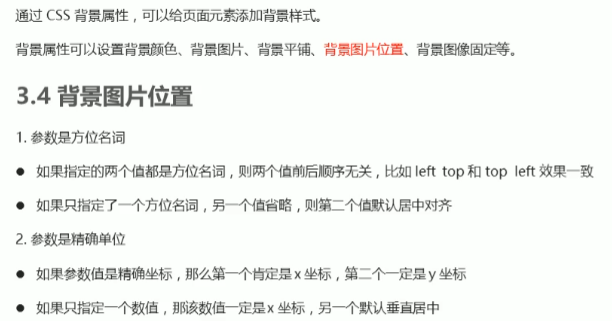 通过 CSS 背景属性，可以给页面元素添加背景样式。
背景属性可以设置背景颜色、背景图片、背景平铺、背景图片位置、背景图像固定等。
3.4 背景图片位置
1. 参数是方位名词
● 如果指定的两个值都是方位名词，则两个值前后顺序无关，比如 left top 和 top left 效果一致
● 如果只指定了一个方位名词，另一个值省略，则第二个值默认居中对齐
2. 参数是精确单位
● 如果参数值是精确坐标，那么第一个肯定是 x 坐标，第二个一定是 y 坐标
● 如果只指定一个数值，那该数值一定是 x 坐标，另一个默认垂直居中